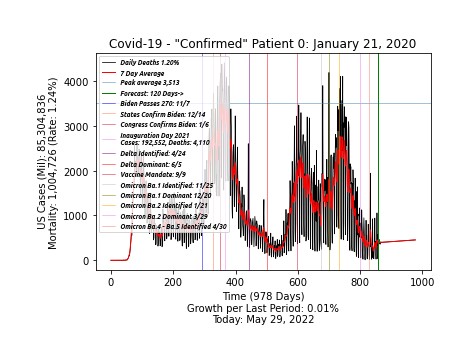 Covid-19 - "Confirmed" Patient 0: January 21, 2020
Daily Deaths 1.20%
7 Day Average
Peak average 3,513
Forecast: 120 Days->
Biden Passes 270: 11/7
States Confirms Biden: 12/14
Congress Confirms Biden: 1/6
Inauguration Day 2021
Cases: 192,552, Deaths: 4,110
Delta Identified: 4/24
Delta Dominant: 6/5
Vaccine Mandate: 9/9
Omicron Ba.1 Identified: 11/25
Omicron Ba.1 Dominant 12/20
Omicron Ba.2 Identified 1/21
Omicron Ba.2 Dominant 3/29
Omicron Ba.4 - Ba.5 Identified 4/30
US Cases (Mil): 85,304,836
Mortality: 1,004,726 (Rate: 1.24%)
4000
3000
2000
1000
0
0 200 400 600 800 1000
Time (978 Days)
Growth per Last Period: 0.01%
Today: May 29, 2022